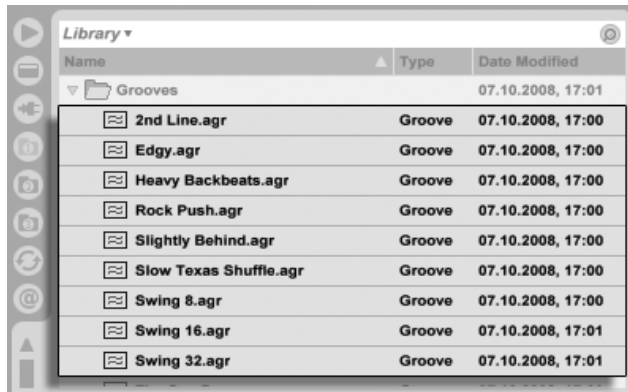 Library
Name Type Date Modified
Grooves 07.10.2008, 17:01
2nd Line.agr Groove 07.10.2008, 17:00
Edgy.agr Groove 07.10.2008, 17:00
Heavy Backbeats.agr Groove 07.10.2008, 17:00
Rock Push.agr Groove 07.10.2008, 17:00
Slightly Behind.agr Groove 07.10.2008, 17:00
Slow Texas Shuffle.agr Groove 07.10.2008, 17:00
Swing 8.agr Groove 07.10.2008, 17:00
Swing 16.agr Groove 07.10.2008, 17:01
Swing 32.agr Groove 07.10.2008, 17:01